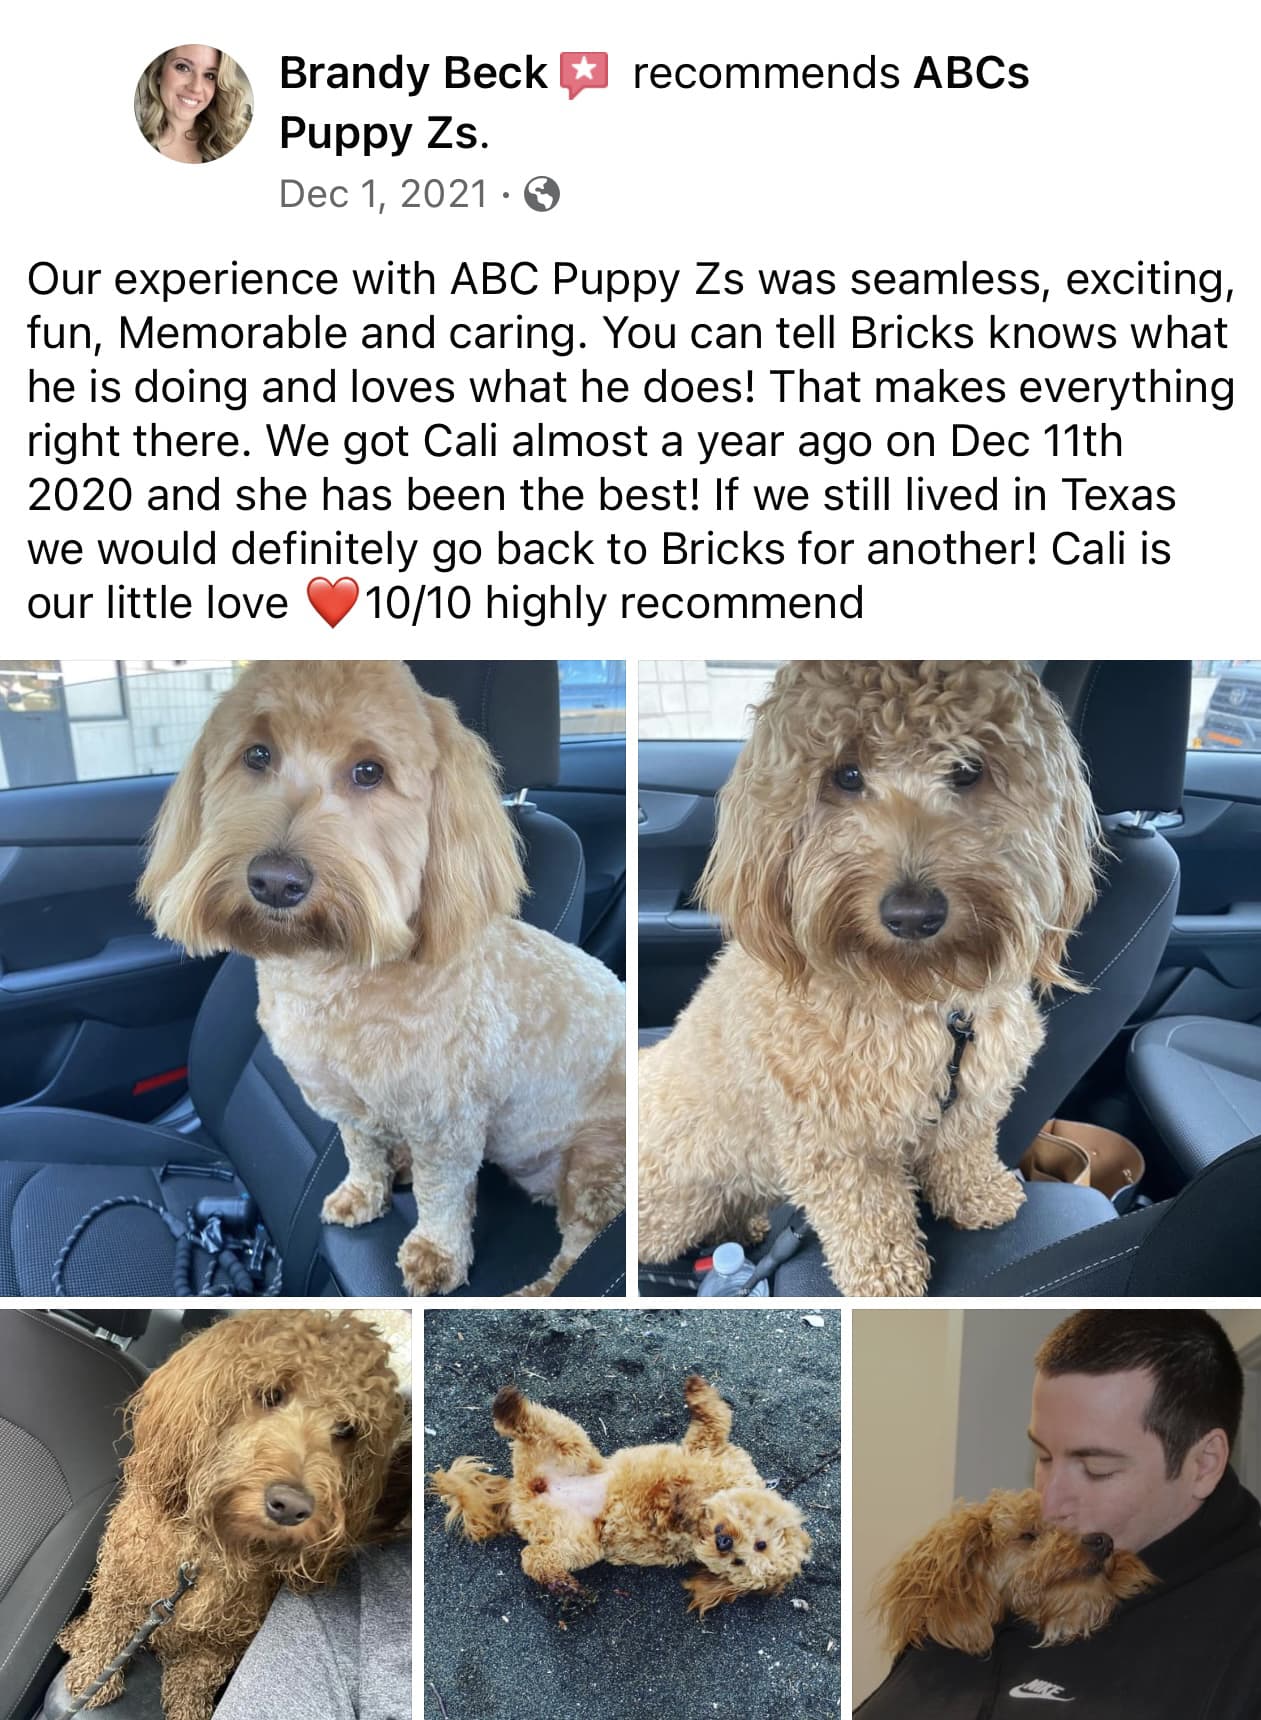 Brandy Beck recommends ABCs
Puppy Zs.
Dec 1, 2021 ·
Our experience with ABC Puppy Zs was seamless, exciting,
fun, Memorable and caring. You can tell Bricks knows what
he is doing and loves what he does! That makes everything
right there. We got Cali almost a year ago on Dec 11th
2020 and she has been the best! If we still lived in Texas
we would definitely go back to Bricks for another! Cali is
our little love ❤️10/10 highly recommend
NIKE